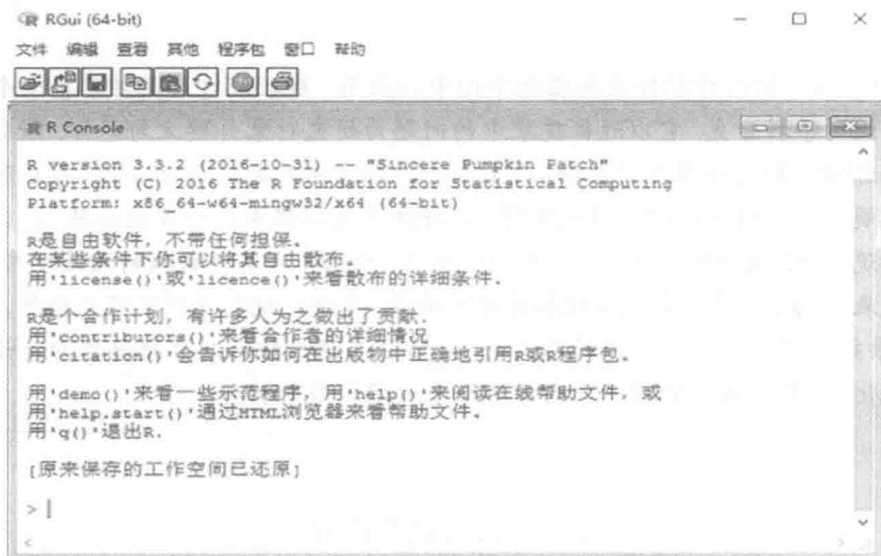 RGui (64-bit)
文件 编辑 查看 其他 程序包 窗口 帮助
R Console
R version 3.3.2 (2016-10-31) -- "Sincere Pumpkin Patch"
Copyright (C) 2016 The R Foundation for Statistical Computing
Platform: x86_64-w64-mingw32/x64 (64-bit)
R是自由软件，不带任何担保。
在某些条件下你可以将其自由散布。
用'license()'或'licence()'来看散布的详细条件.
R是个合作计划，有许多人为之做出了贡献.
用'contributors()'来看合作者的详细情况
用'citation()'会告诉你如何在出版物中正确地引用R或R程序包。
用'demo()'来看一些示范程序，用'help()'来阅读在线帮助文件，或
用'help.start()'通过HTML浏览器来看帮助文件。
用'q()'退出R.
[原来保存的工作空间已还原]
>